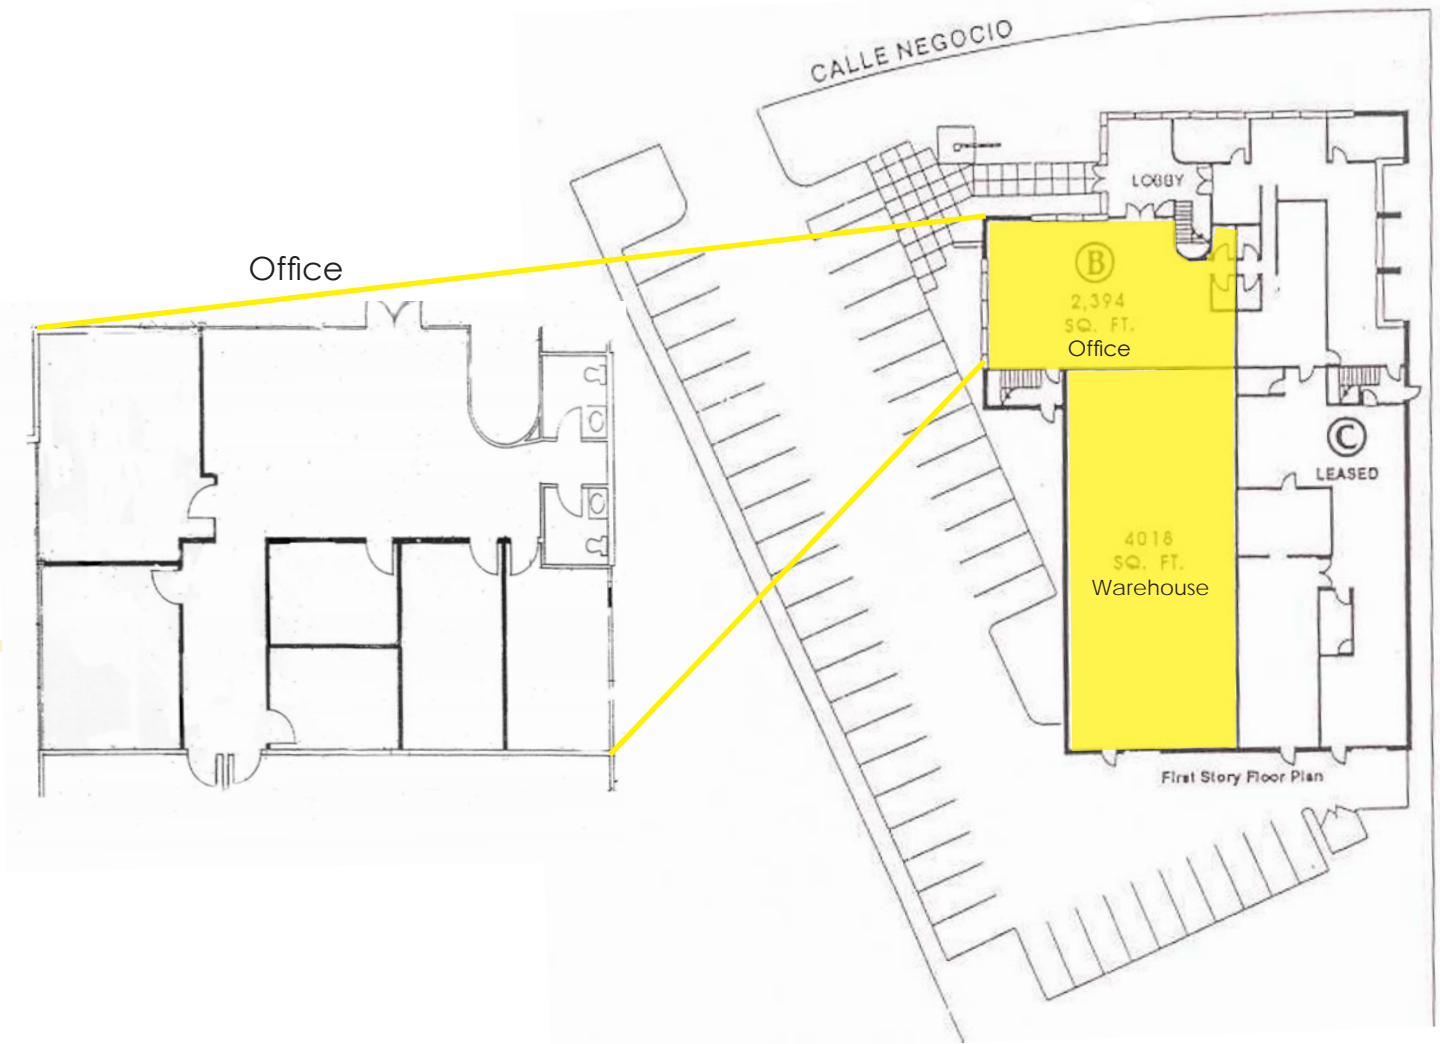 CALLE NEGOCIO
LOBBY
Office
B
2,394
SQ. FT.
Office
C
LEASED
4018
SQ. FT.
Warehouse
First Story Floor Plan